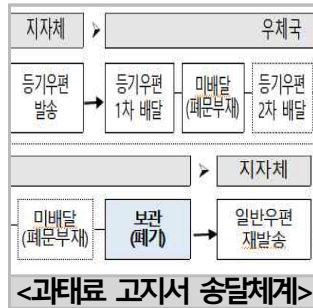 지자체 > 우체국
등기우편 발송 → 등기우편 1차 배달 미배달 (폐문부재) 등기우편 2차 배달
> 지자체
미배달 (폐문부재) 보관 (폐기) → 일반우편 재발송
<과태료 고지서 송달체계>